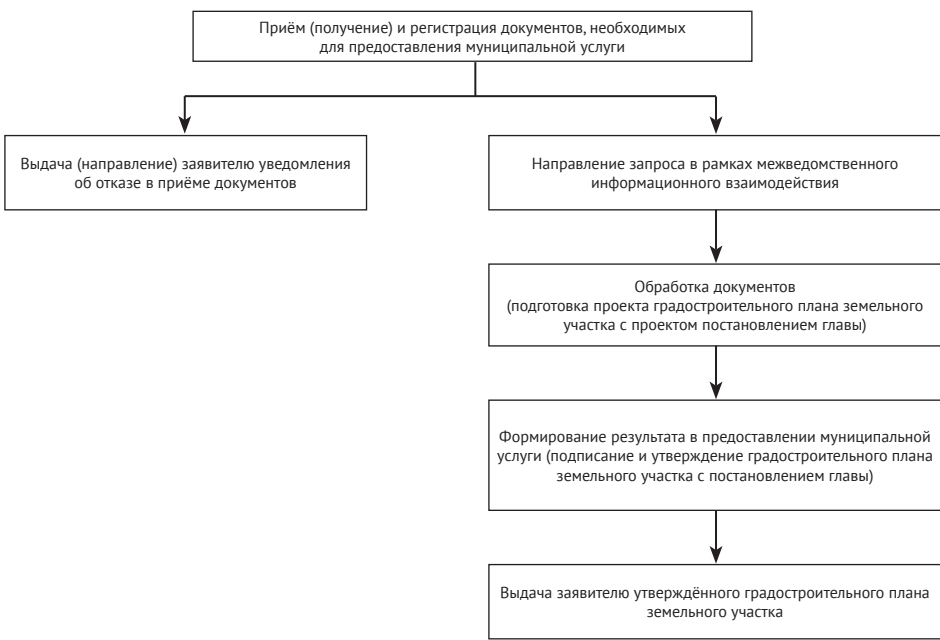 Приём (получение) и регистрация документов, необходимых
для предоставления муниципальной услуги
Выдача (направление) заявителю уведомления
об отказе в приёме документов
Направление запроса в рамках межведомственного
информационного взаимодействия
Обработка документов
(подготовка проекта градостроительного плана земельного
участка с проектом постановлением главы)
Формирование результата в предоставлении муниципальной
услуги (подписание и утверждение градостроительного плана
земельного участка с постановлением главы)
Выдача заявителю утверждённого градостроительного плана
земельного участка